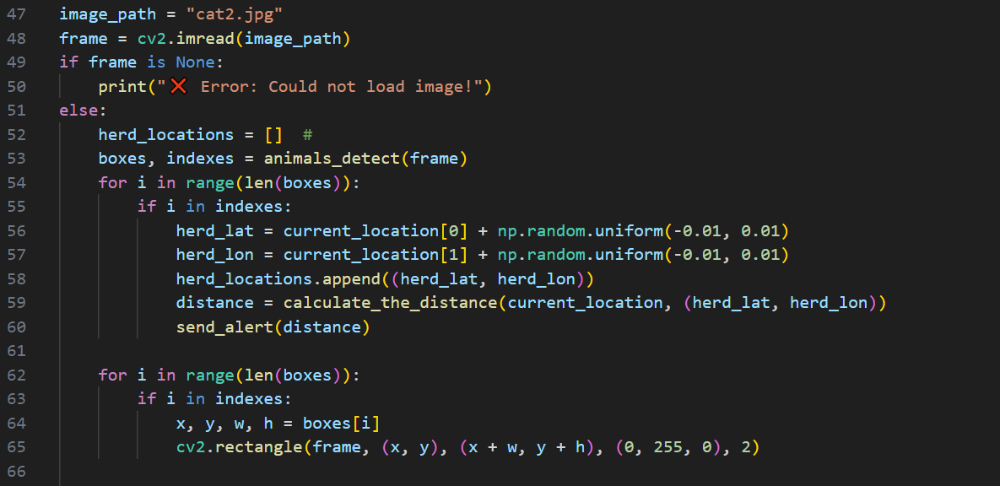 47 image_path = "cat2.jpg"
48 frame = cv2.imread(image_path)
49 if frame is None:
50     print("❌ Error: Could not load image!")
51 else:
52     herd_locations = []  #
53     boxes, indexes = animals_detect(frame)
54     for i in range(len(boxes)):
55         if i in indexes:
56             herd_lat = current_location[0] + np.random.uniform(-0.01, 0.01)
57             herd_lon = current_location[1] + np.random.uniform(-0.01, 0.01)
58             herd_locations.append((herd_lat, herd_lon))
59             distance = calculate_the_distance(current_location, (herd_lat, herd_lon))
60             send_alert(distance)
61
62     for i in range(len(boxes)):
63         if i in indexes:
64             x, y, w, h = boxes[i]
65             cv2.rectangle(frame, (x, y), (x + w, y + h), (0, 255, 0), 2)
66